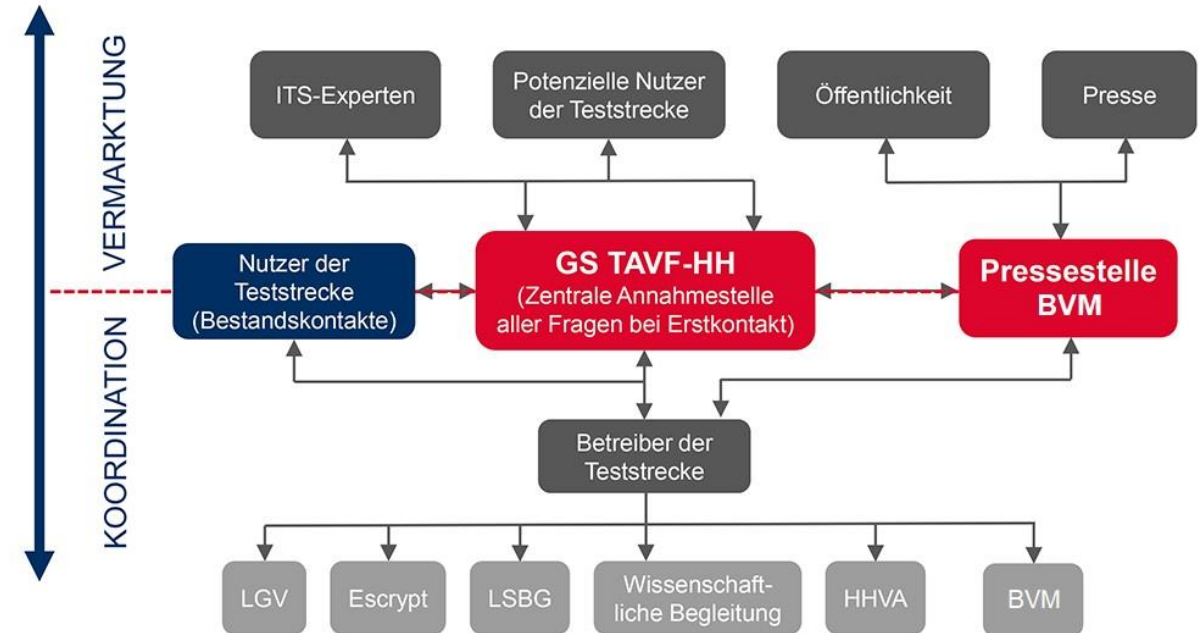 VERMARKTUNG
KOORDINATION
ITS-Experten
Potenzielle Nutzer
der Teststrecke
Öffentlichkeit
Presse
Nutzer der
Teststrecke
(Bestandskontakte)
GS TAVF-HH
(Zentrale Annahmestelle
aller Fragen bei Erstkontakt)
Pressestelle
BVM
Betreiber der
Teststrecke
LGV
Escrypt
LSBG
Wissenschaft-
liche Begleitung
HHVA
BVM